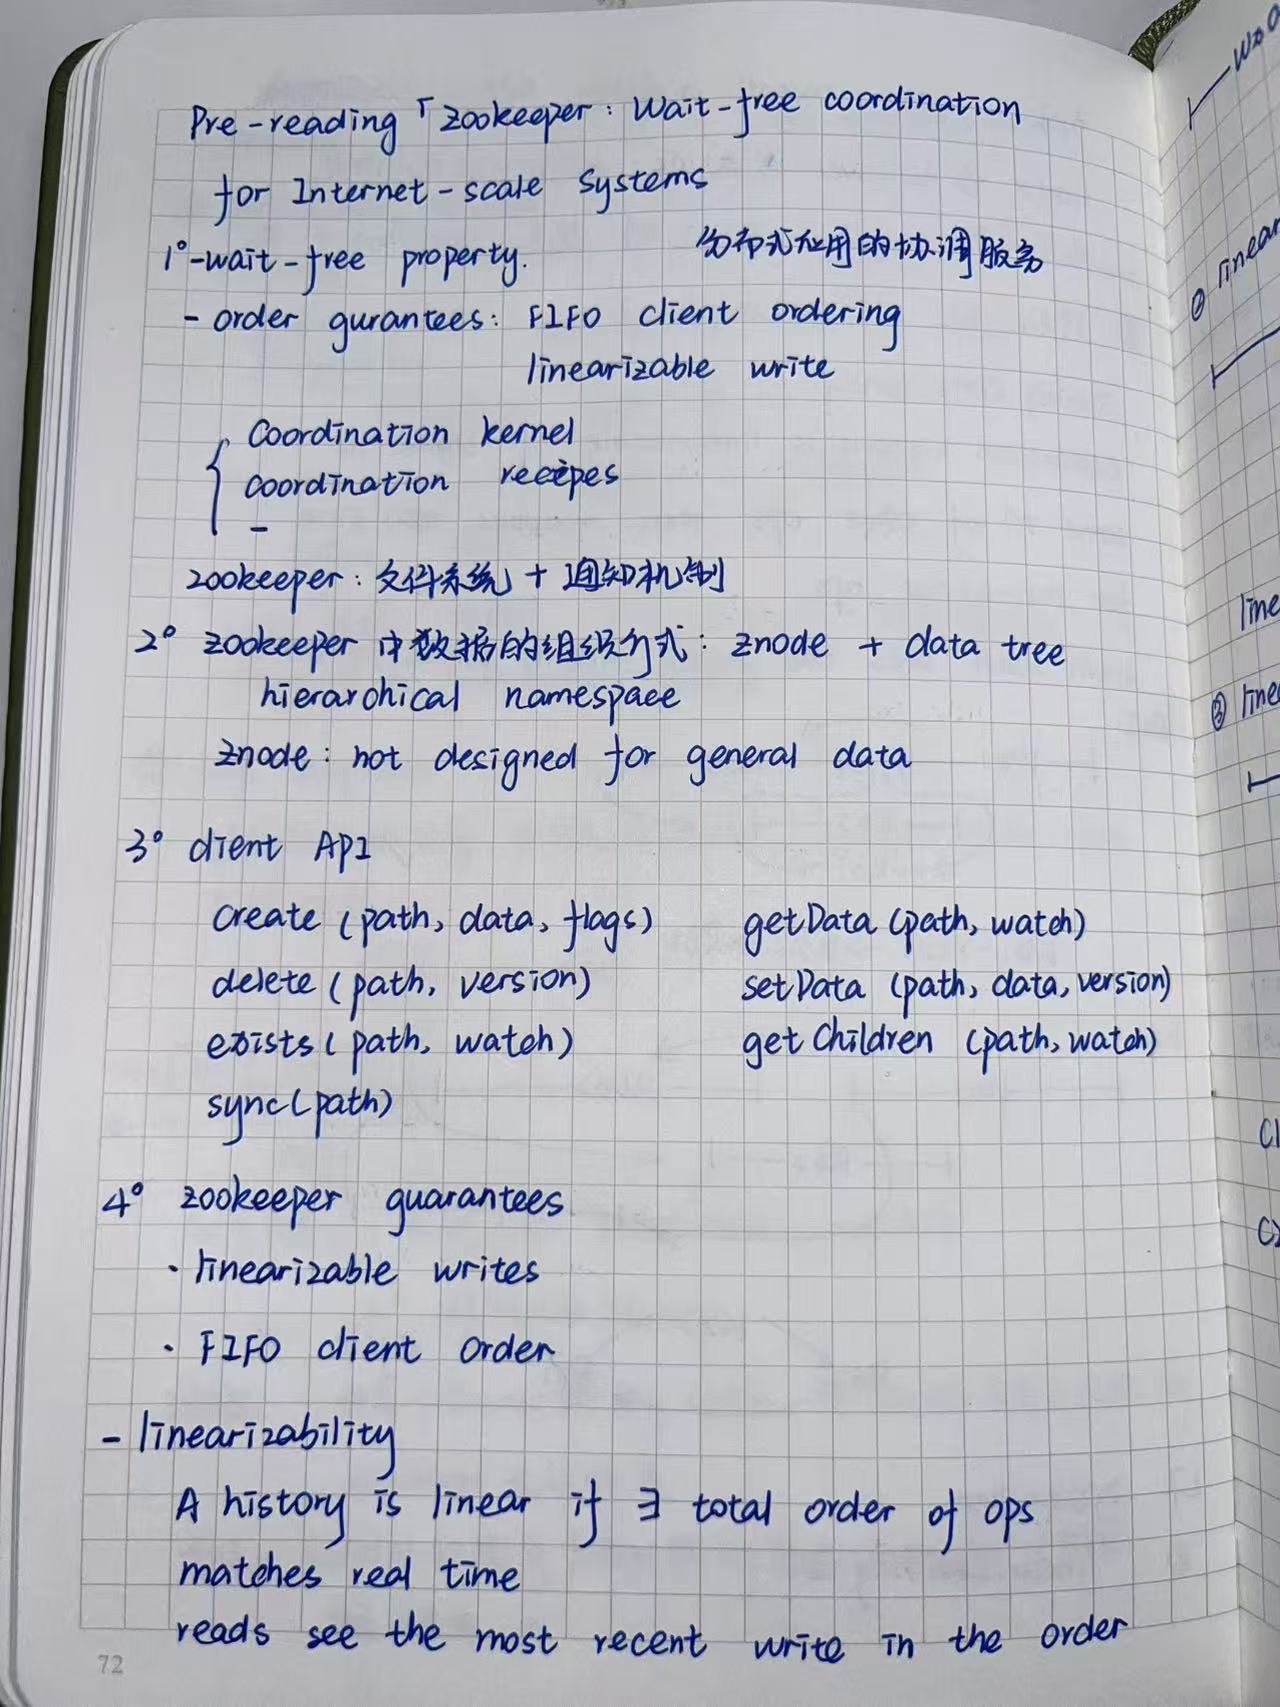 Pre-reading 「Zookeeper: Wait-free coordination
for Internet-scale Systems
分布式应用的协调服务
1°-wait-free property.
- order gurantees: FIFO client ordering
linearizable write
Coordination kernel
coordination recipes
-
zookeeper: 文件系统 + 通知机制
2° zookeeper 中数据的组织方式: znode + data tree
hierarchical namespace
znode: not designed for general data
3° client API
create (path, data, flags) getData (path, watch)
delete (path, version) setData (path, data, version)
exists (path, watch) getChildren (path, watch)
sync(path)
4° zookeeper guarantees
· linearizable writes
· FIFO client order
- linearizability
A history is linear if ∃ total order of ops
matches real time
reads see the most recent write in the order
72
② linear
line
③ line
C1
C2